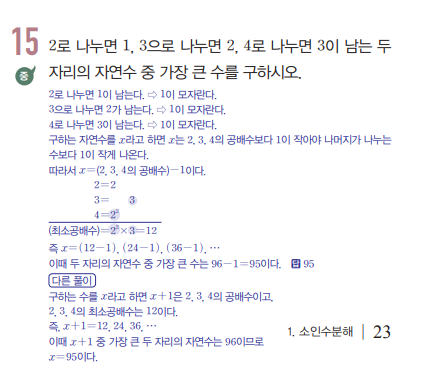 15
중
2로 나누면 1, 3으로 나누면 2, 4로 나누면 3이 남는 두
자리의 자연수 중 가장 큰 수를 구하시오.
2로 나누면 1이 남는다. ⇨ 1이 모자란다.
3으로 나누면 2가 남는다. ⇨ 1이 모자란다.
4로 나누면 3이 남는다. ⇨ 1이 모자란다.
구하는 자연수를 x라고 하면 x는 2, 3, 4의 공배수보다 1이 작아야 나머지가 나누는
수보다 1이 작게 나온다.
따라서 x=(2, 3, 4의 공배수)-1이다.
2=2
3= 3
4=2²
(최소공배수)=2²×3=12
즉 x=(12-1), (24-1), (36-1), ⋯
이때 두 자리의 자연수 중 가장 큰 수는 96-1=95이다. 답 95
다른 풀이
구하는 수를 x라고 하면 x+1은 2, 3, 4의 공배수이고,
2, 3, 4의 최소공배수는 12이다.
즉, x+1=12, 24, 36, ⋯
이때 x+1 중 가장 큰 두 자리의 자연수는 96이므로
x=95이다.
1. 소인수분해 | 23